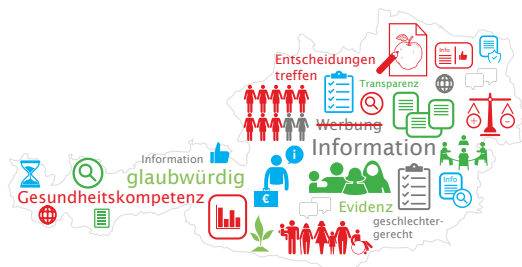 Entscheidungen
treffen
Info
Transparenz
Werbung
Information
Information
glaubwürdig
i
Gesundheitskompetenz
€
Info
Evidenz
geschlechter-
gerecht